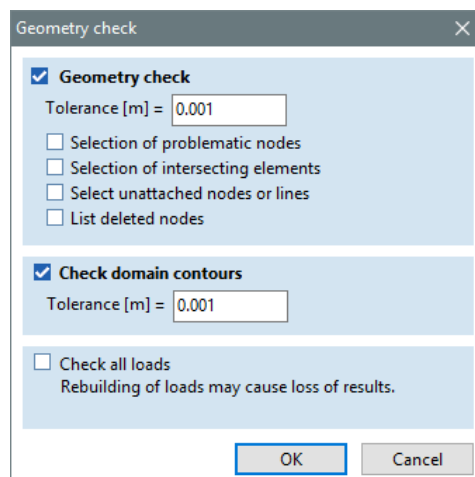 Geometry check
Geometry check
Tolerance [m] = 0.001
Selection of problematic nodes
Selection of intersecting elements
Select unattached nodes or lines
List deleted nodes
Check domain contours
Tolerance [m] = 0.001
Check all loads
Rebuilding of loads may cause loss of results.
OK Cancel